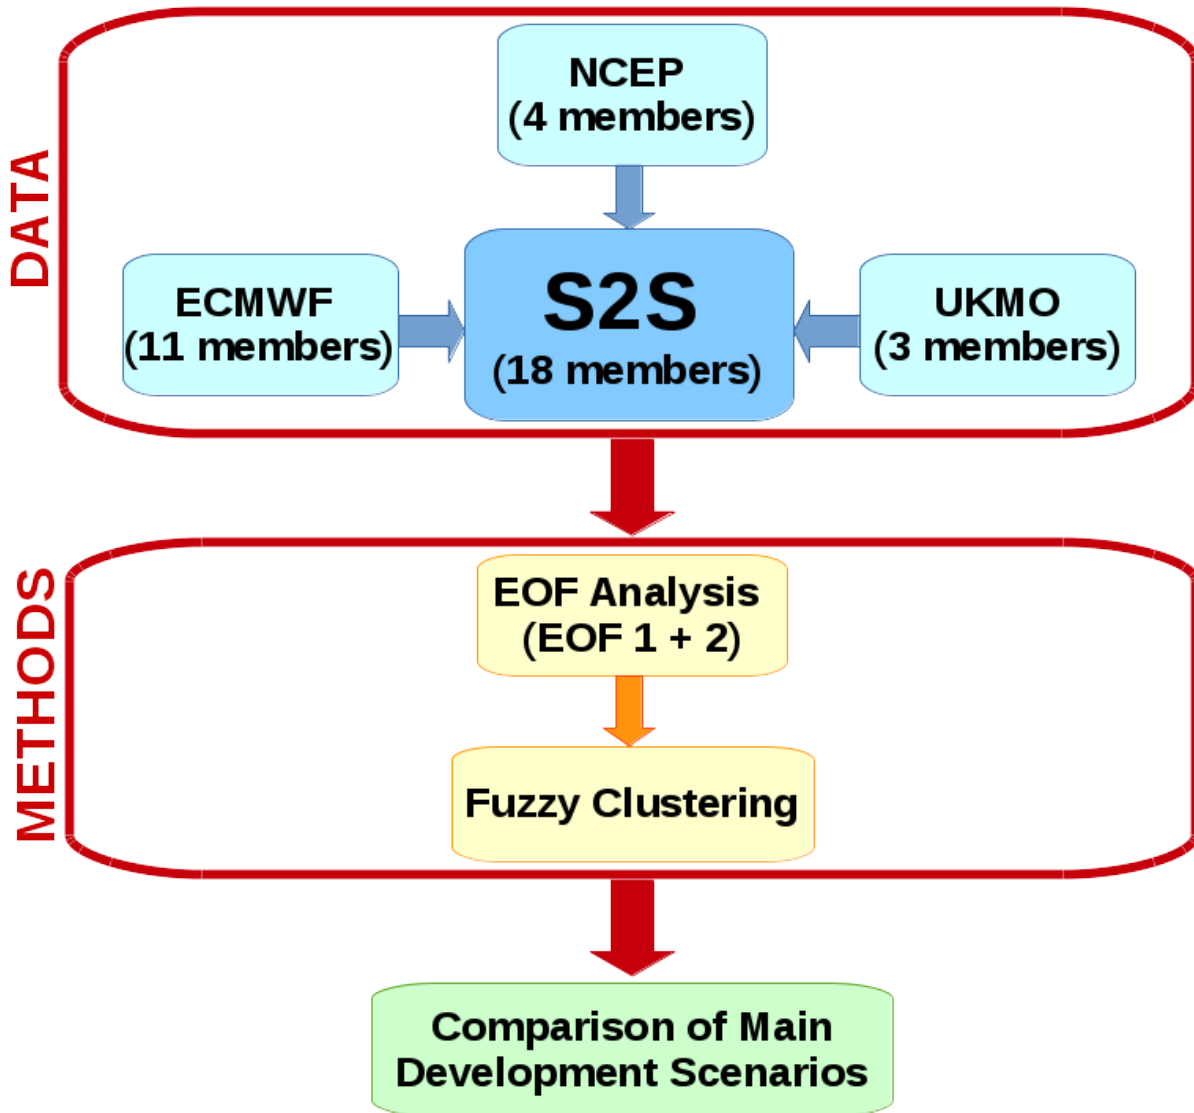 DATA
NCEP
(4 members)
ECMWF
(11 members)
S2S
(18 members)
UKMO
(3 members)
METHODS
EOF Analysis
(EOF 1 + 2)
Fuzzy Clustering
Comparison of Main
Development Scenarios